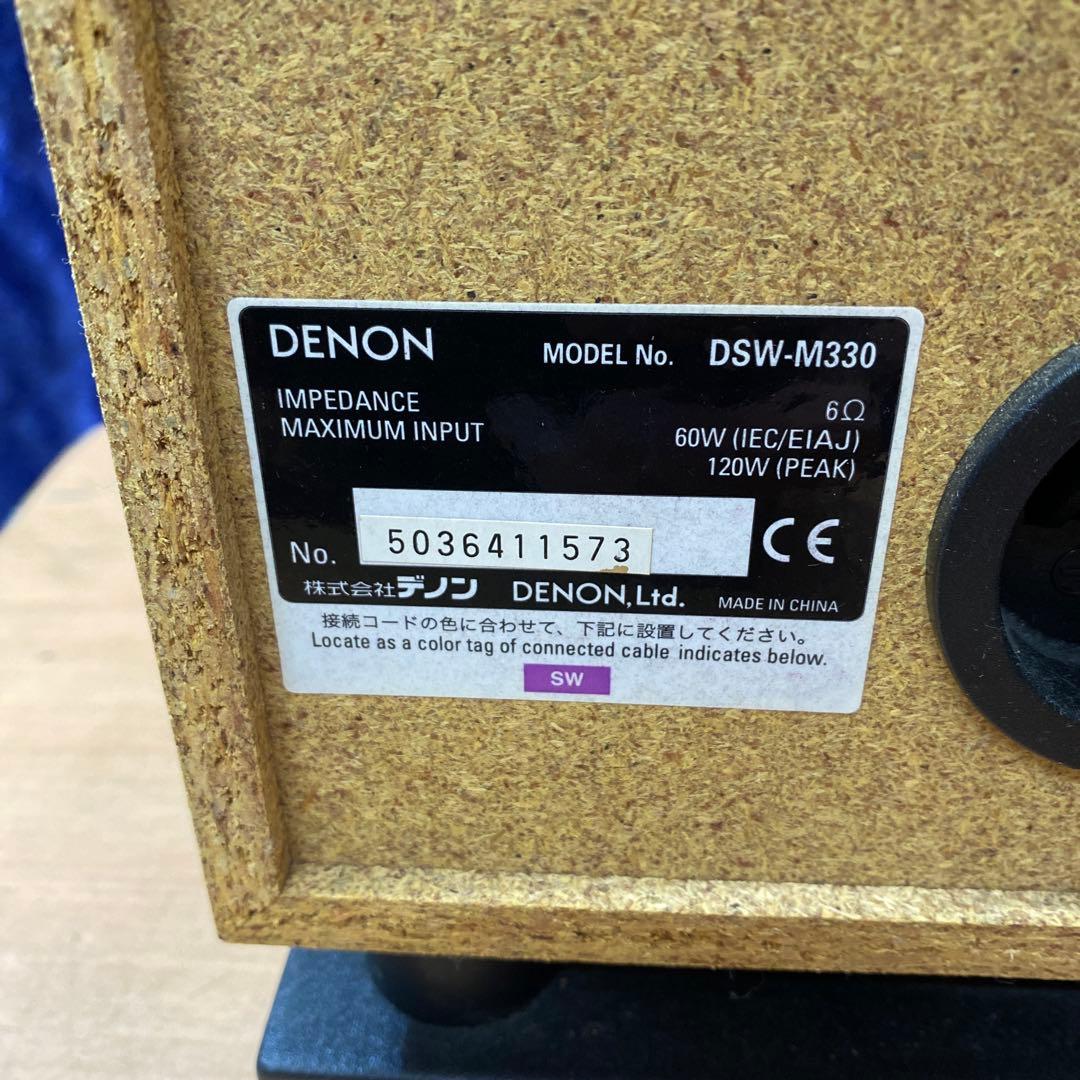 DENON MODEL No. DSW-M330
IMPEDANCE 6Ω
MAXIMUM INPUT 60W (IEC/EIAJ)
120W (PEAK)
No. 5036411573 CE
株式会社デノン DENON,Ltd. MADE IN CHINA
接続コードの色に合わせて、下記に設置してください。
Locate as a color tag of connected cable indicates below.
SW